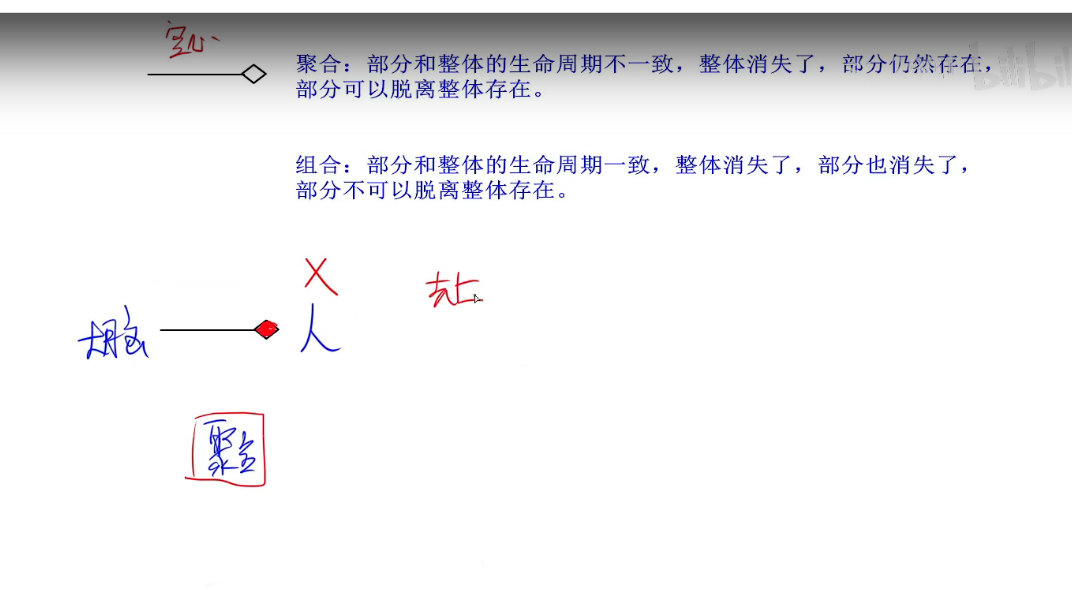 空心
聚合：部分和整体的生命周期不一致，整体消失了，部分仍然存在，
部分可以脱离整体存在。
bilibili
组合：部分和整体的生命周期一致，整体消失了，部分也消失了，
部分不可以脱离整体存在。
X
大脑
人
聚合